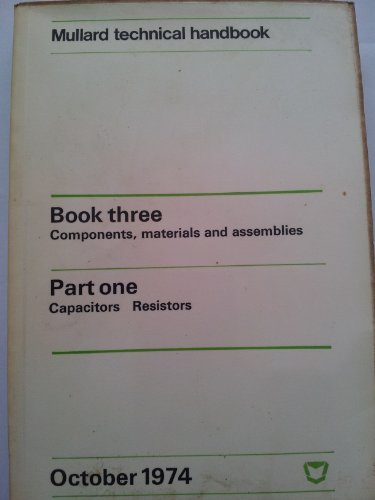 Mullard technical handbook
Book three
Components, materials and assemblies
Part one
Capacitors Resistors
October 1974